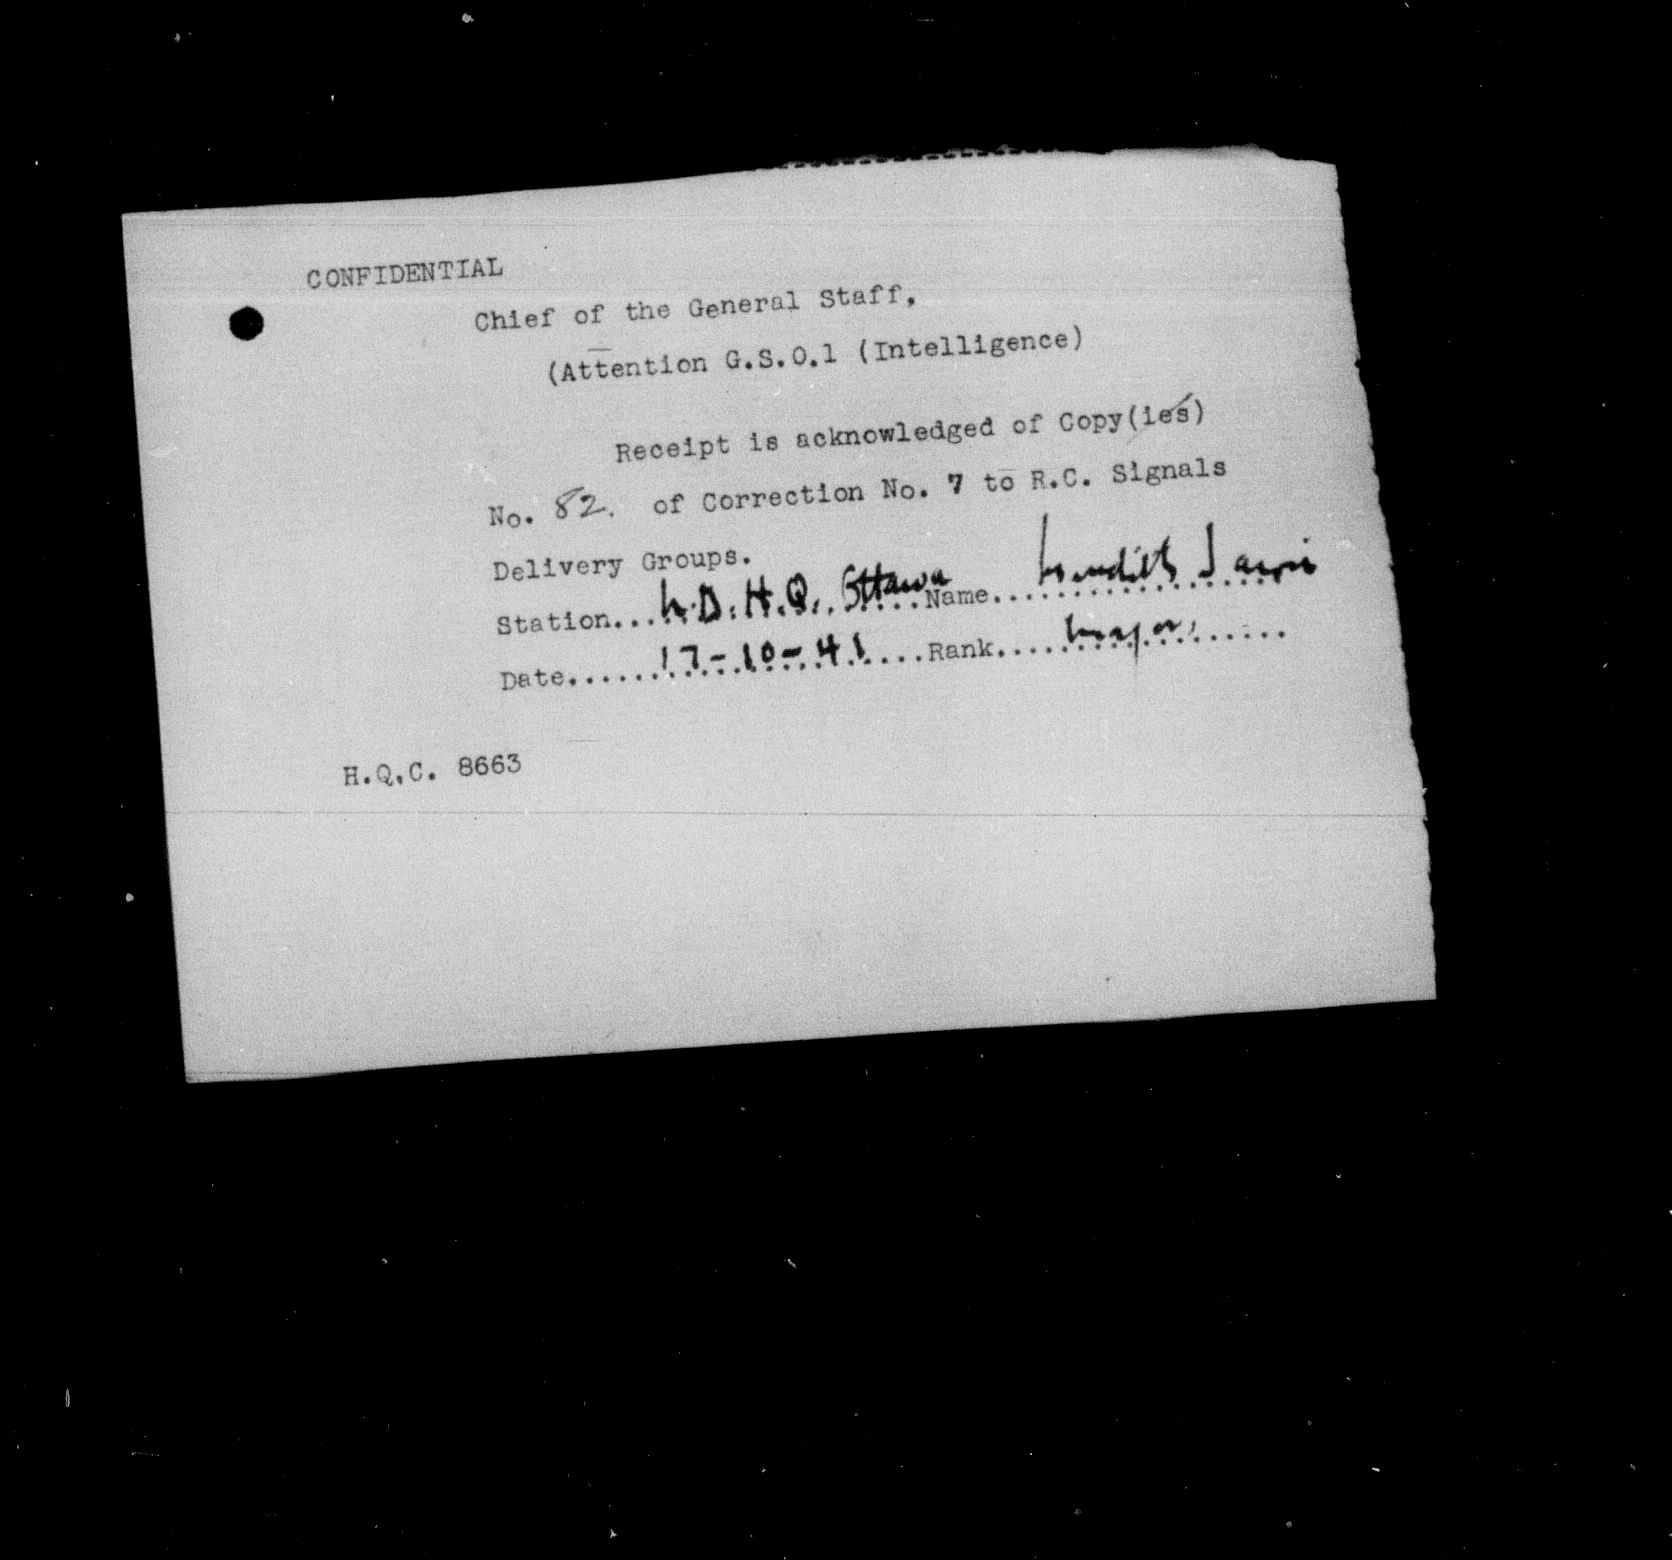 CONFIDENTIAL
Chief of the General Staff,
(Attention G.S.O.1 (Intelligence)
Receipt is acknowledged of Copy(ies)
No. 82. of Correction No. 7 to R.C. Signals
Delivery Groups.
Station...N.D.H.Q., Ottawa....Name...Meredith
Date......17-10-41....Rank....Major......
H.Q.C. 8663